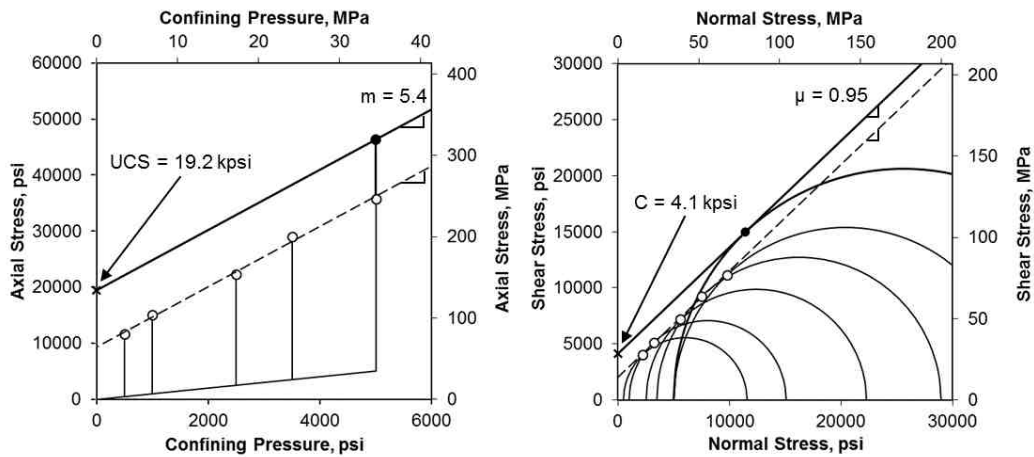 Confining Pressure, MPa
0 10 20 30 40
60000
50000
40000
30000
20000
10000
0
Axial Stress, psi
m = 5.4
UCS = 19.2 kpsi
400
300
200
100
0
Axial Stress, MPa
0 2000 4000 6000
Confining Pressure, psi
Normal Stress, MPa
0 50 100 150 200
30000
25000
20000
15000
10000
5000
0
Shear Stress, psi
μ = 0.95
C = 4.1 kpsi
200
150
100
50
0
Shear Stress, MPa
0 10000 20000 30000
Normal Stress, psi